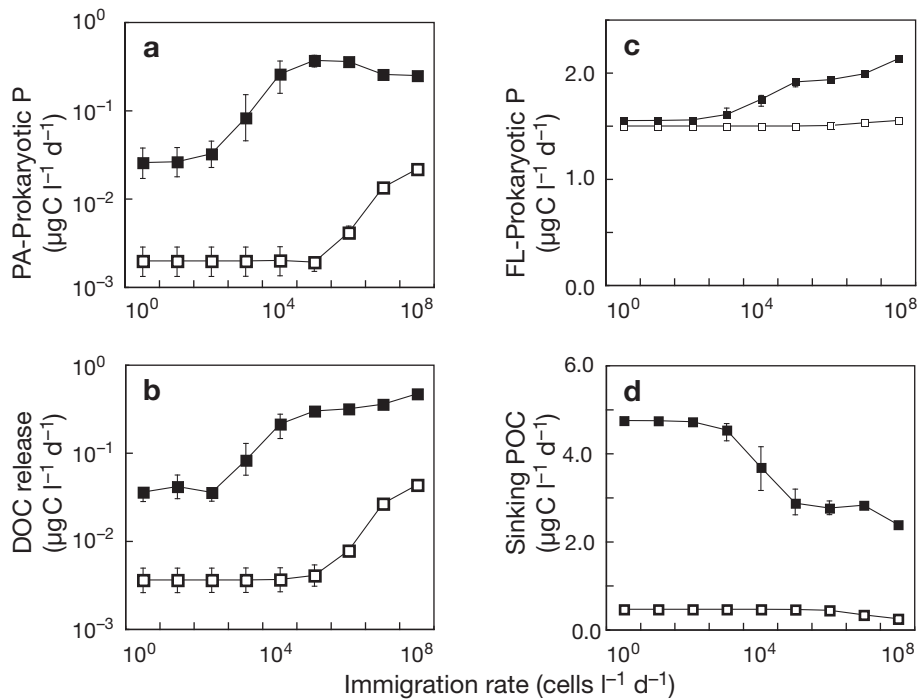 a
PA-Prokaryotic P
(µgC l⁻¹ d⁻¹)
10⁰
10⁻¹
10⁻²
10⁻³
10⁰ 10⁴ 10⁸
c
FL-Prokaryotic P
(µgC l⁻¹ d⁻¹)
2.0
1.0
0.0
10⁰ 10⁴ 10⁸
b
DOC release
(µgC l⁻¹ d⁻¹)
10⁰
10⁻¹
10⁻²
10⁻³
10⁰ 10⁴ 10⁸
d
Sinking POC
(µgC l⁻¹ d⁻¹)
6.0
4.0
2.0
0.0
10⁰ 10⁴ 10⁸
Immigration rate (cells l⁻¹ d⁻¹)